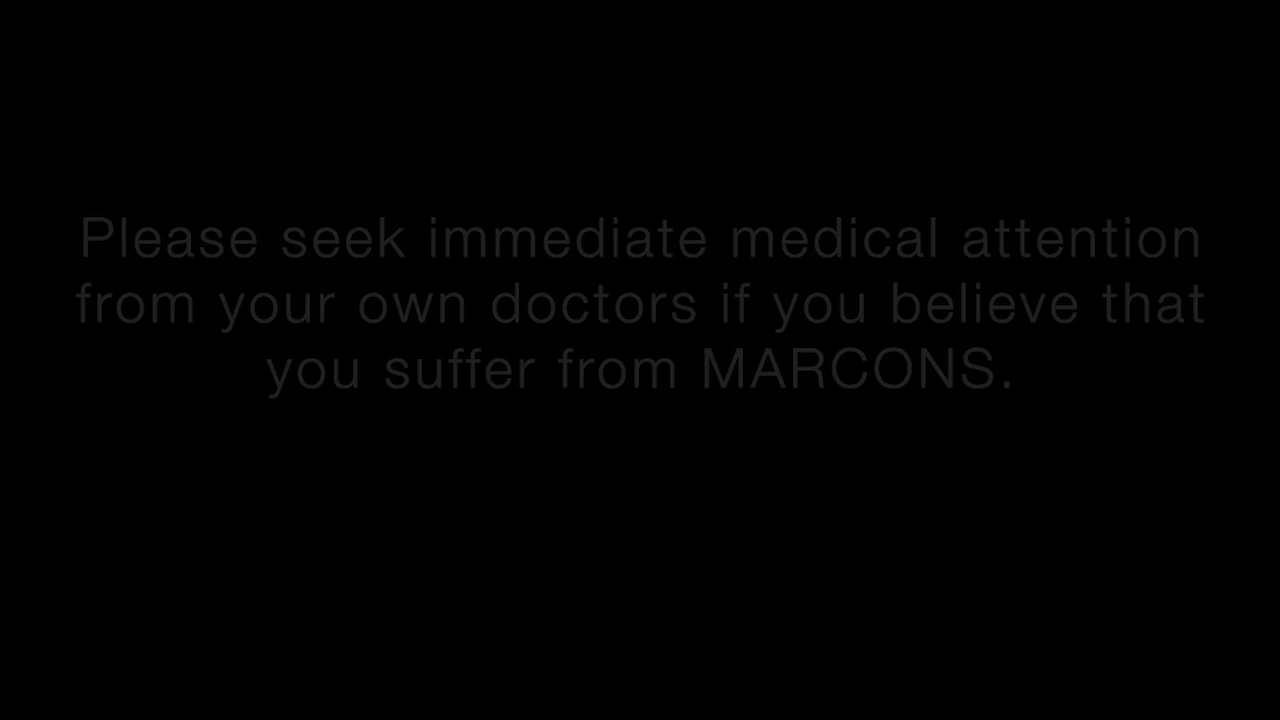 Please seek immediate medical attention
from your own doctors if you believe that
you suffer from MARCONS.